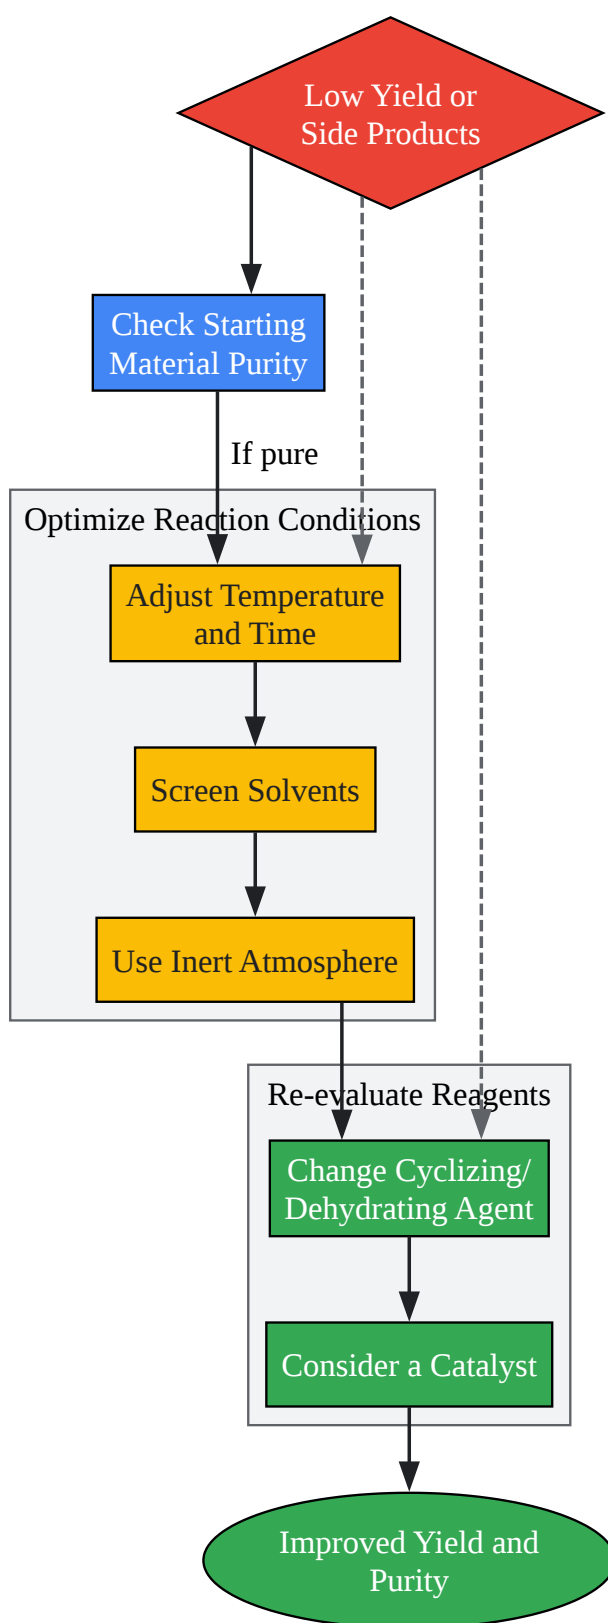 Low Yield or
Side Products
Check Starting
Material Purity
If pure
Optimize Reaction Conditions
Adjust Temperature
and Time
Screen Solvents
Use Inert Atmosphere
Re-evaluate Reagents
Change Cyclizing/
Dehydrating Agent
Consider a Catalyst
Improved Yield and
Purity